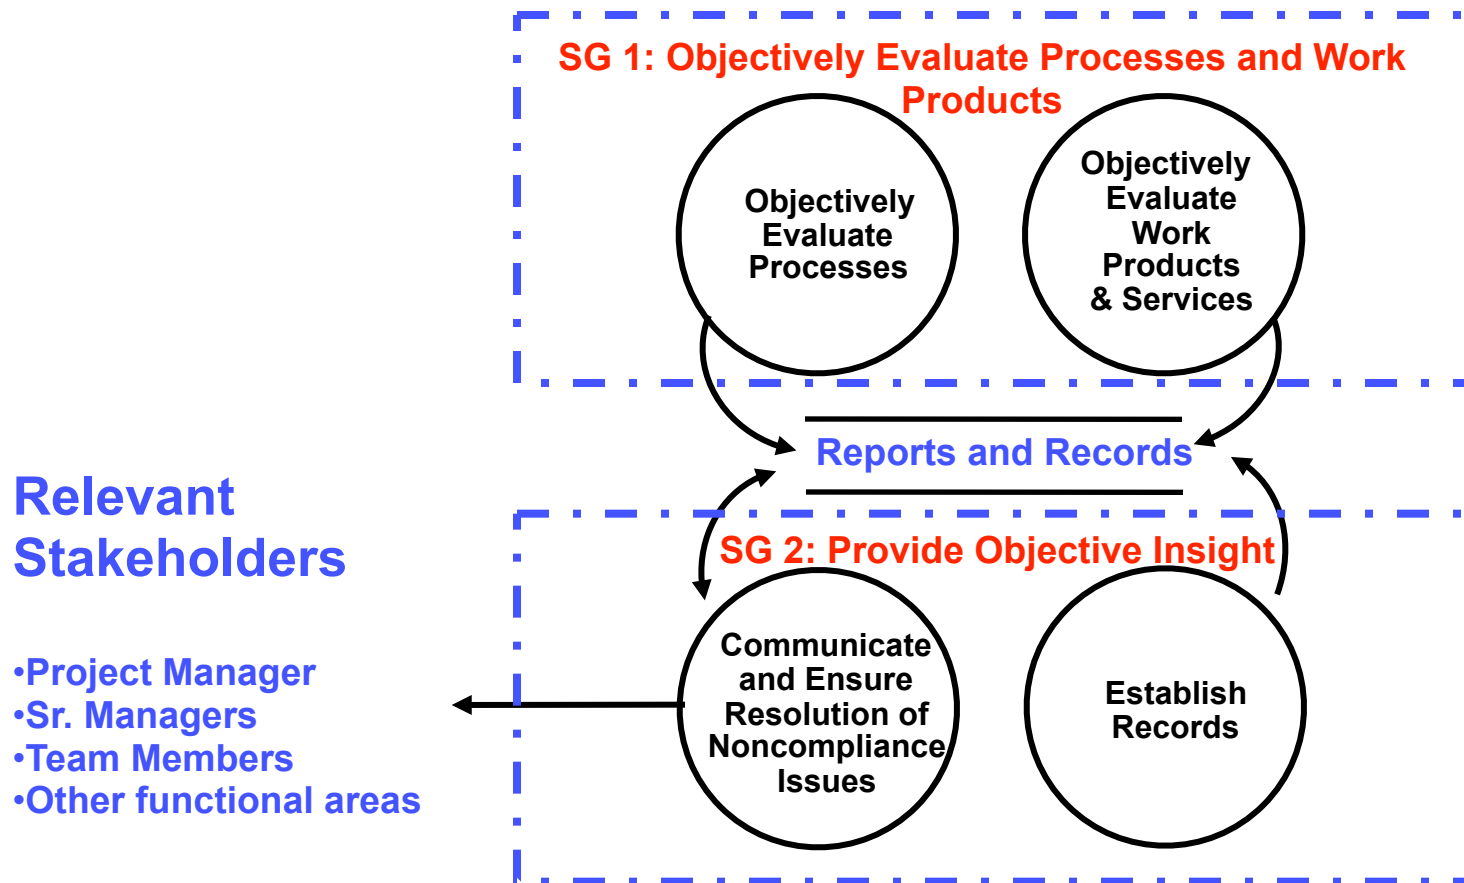 SG 1: Objectively Evaluate Processes and Work
Products
Objectively
Evaluate
Processes
Objectively
Evaluate
Work
Products
& Services
Reports and Records
Relevant
Stakeholders
•Project Manager
•Sr. Managers
•Team Members
•Other functional areas
SG 2: Provide Objective Insight
Communicate
and Ensure
Resolution of
Noncompliance
Issues
Establish
Records